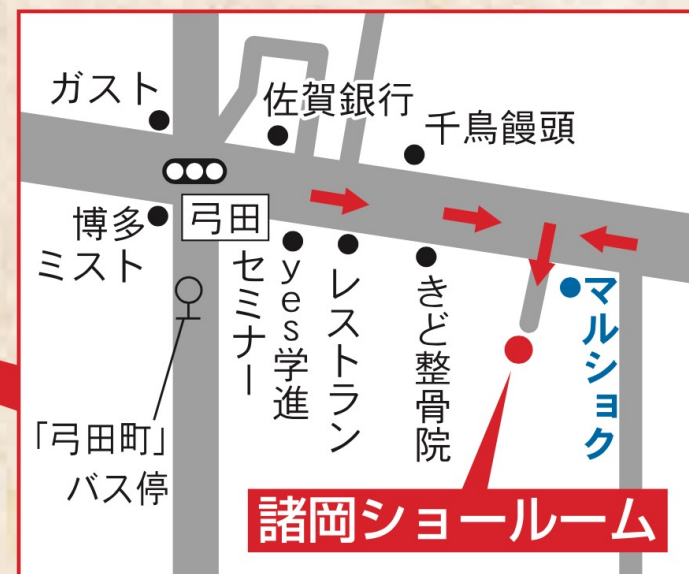 ガスト
佐賀銀行
千鳥饅頭
博多
ミスト
弓田
yes学進
セミナー
レストラン
きど整骨院
マルショク
「弓田町」
バス停
諸岡ショールーム